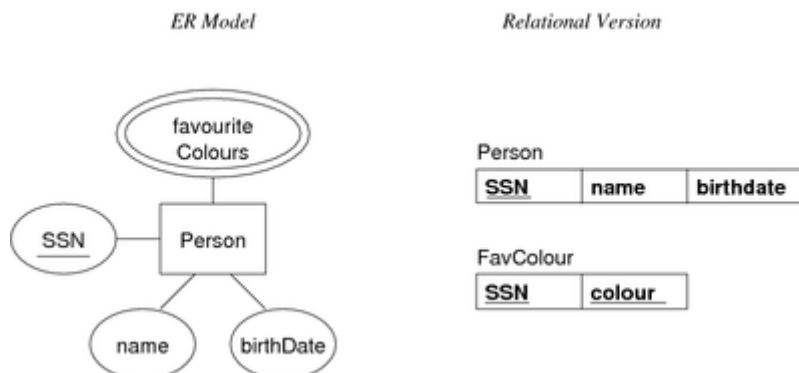 ER Model
Relational Version
favourite
Colours
SSN
Person
name
birthDate
Person
SSN name birthdate
FavColour
SSN colour